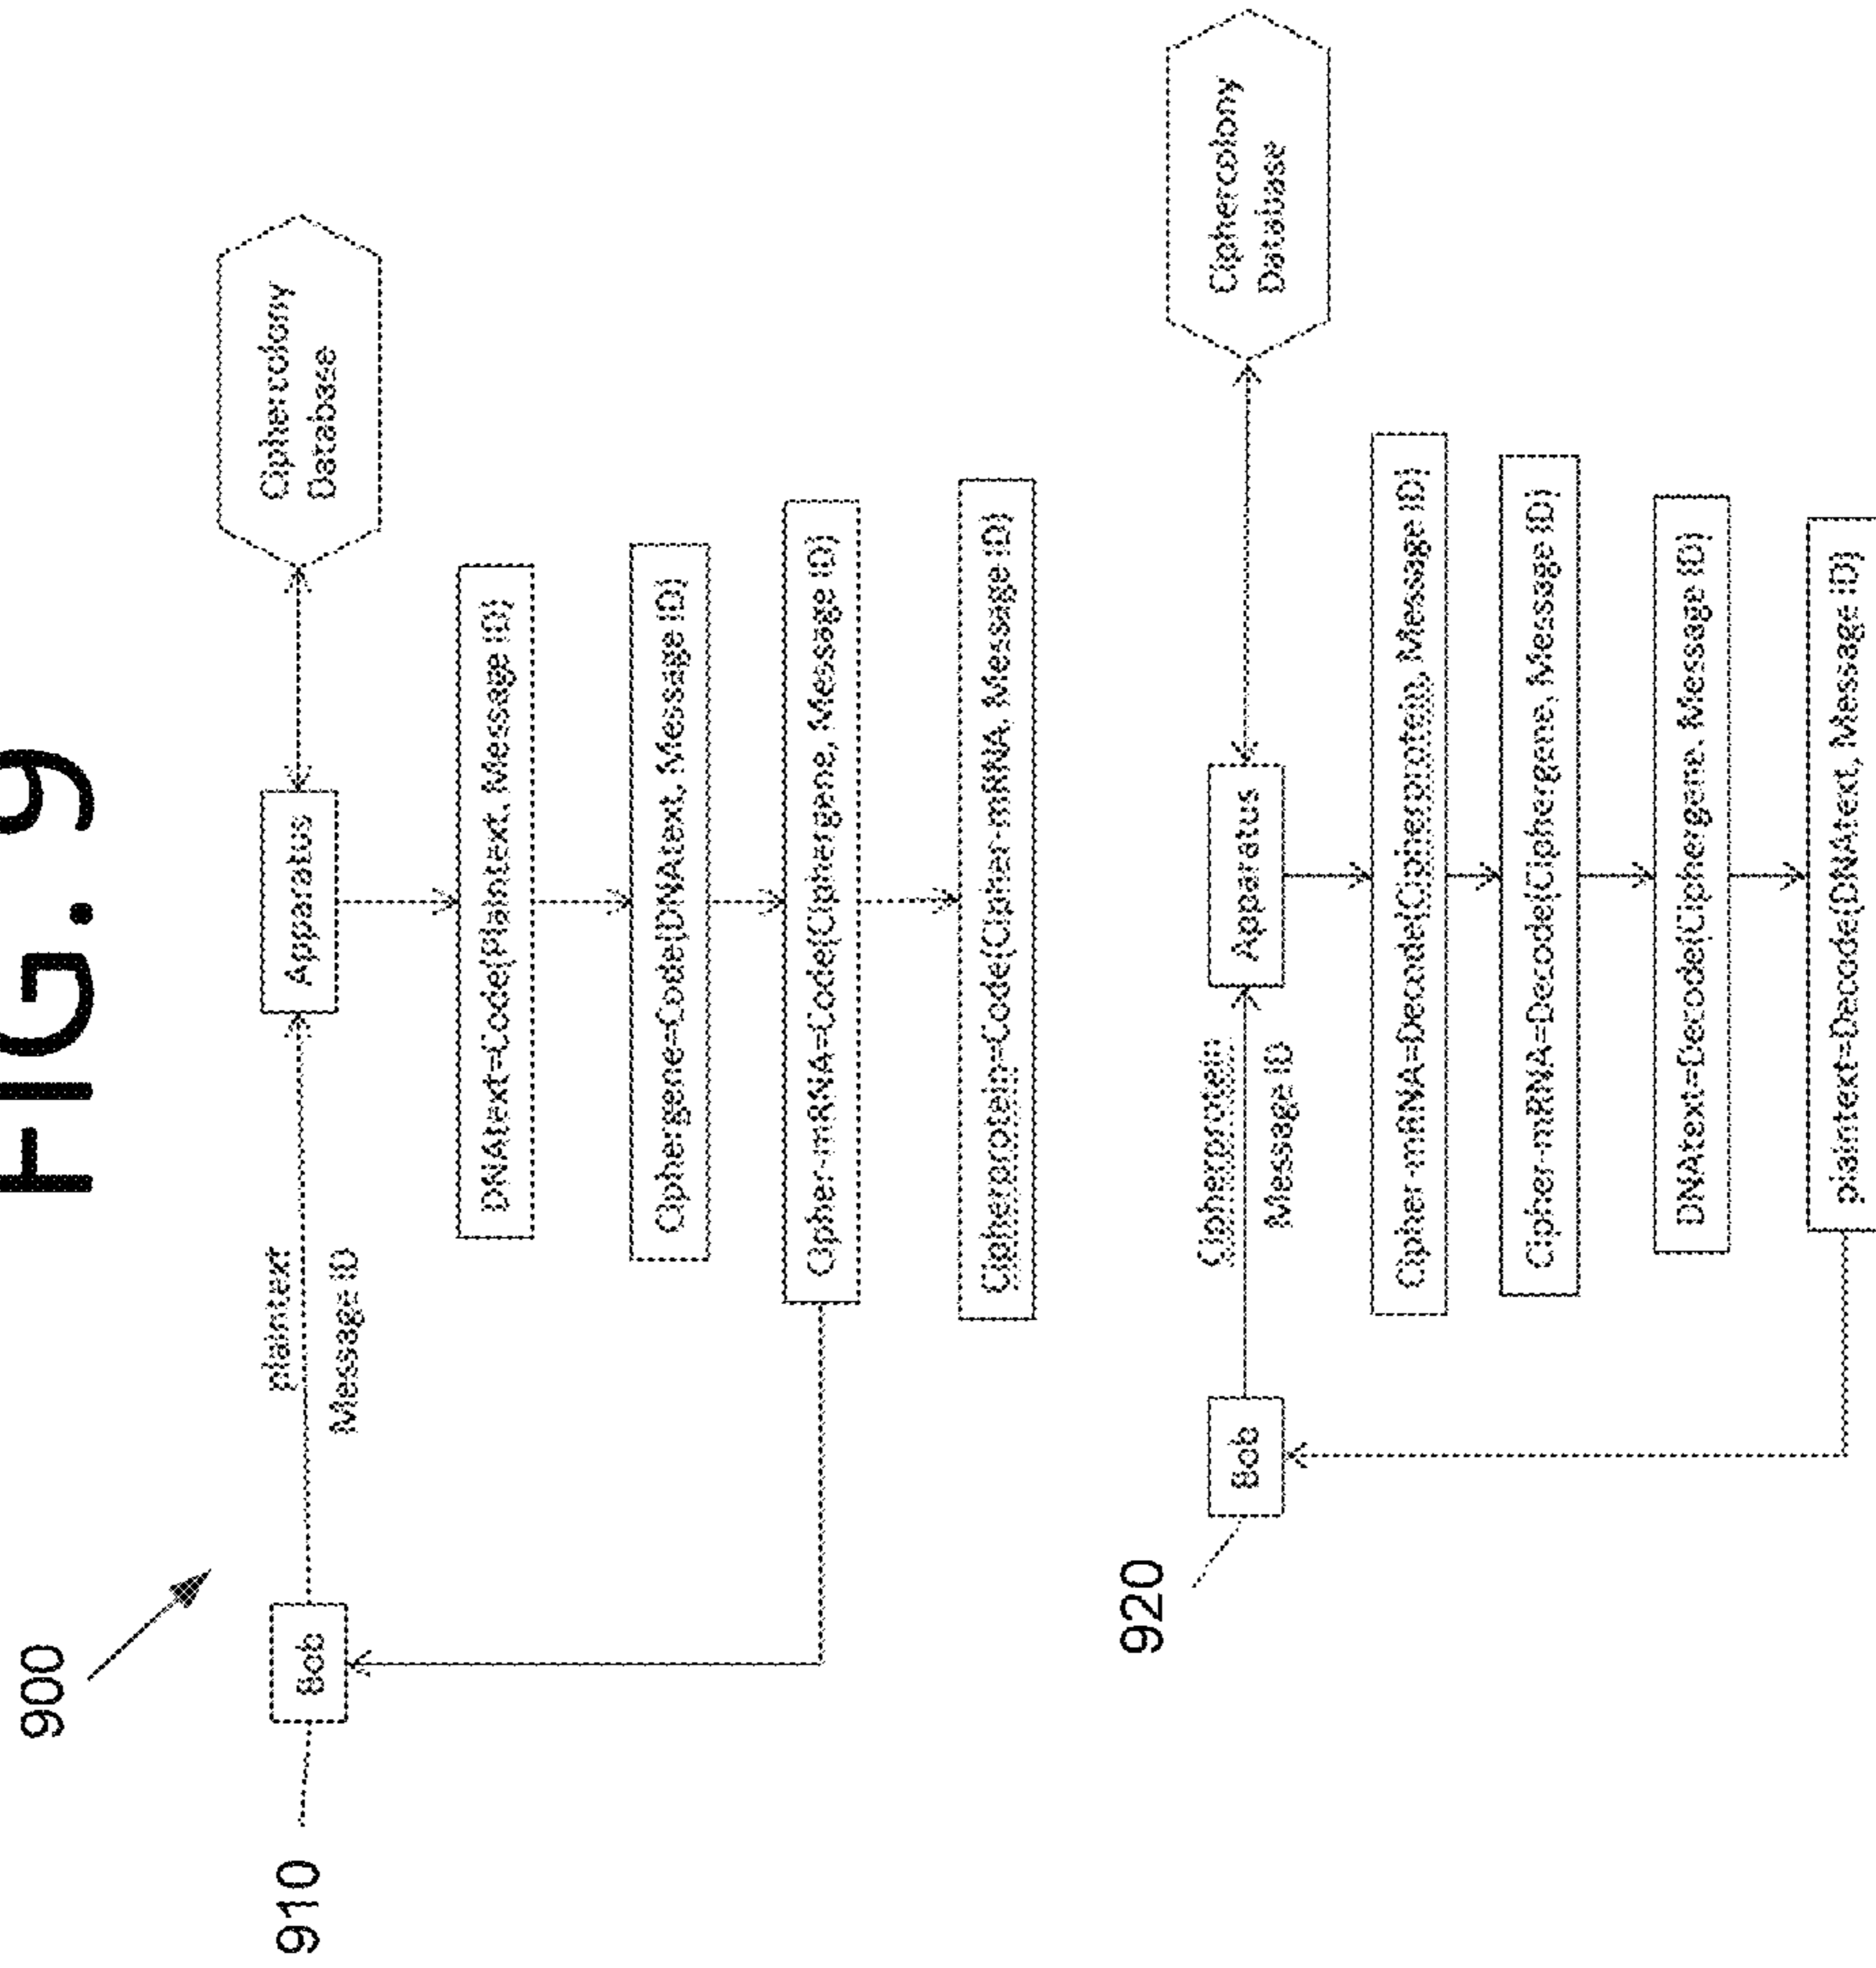 FIG. 9
900
910
Bob
plaintext
Message ID
Apparatus
Ciphercolony
Database
DNAtext=Code(Plaintext, Message ID)
Ciphergene=Code(DNAtext, Message ID)
Cipher-mRNA=Code(Ciphergene, Message ID)
Cipherprotein=Code(Cipher-mRNA, Message ID)
920
Bob
Cipherprotein
Message ID
Apparatus
Ciphercolony
Database
Cipher-mRNA=Decode(Cipherprotein, Message ID)
Cipher-mRNA=Decode(Ciphergene, Message ID)
DNAtext=Decode(Ciphergene, Message ID)
plaintext=Decode(DNAtext, Message ID)